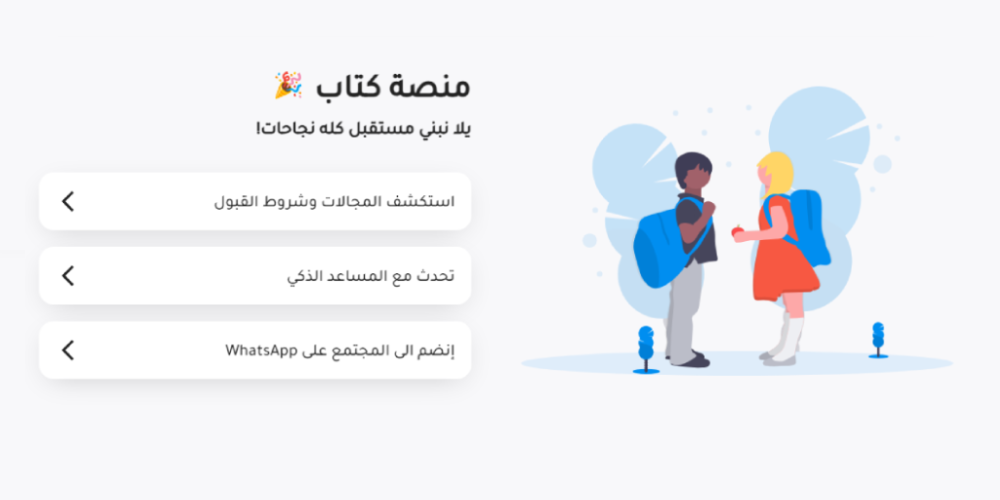 منصة كتاب 🎉
يلا نبني مستقبل كله نجاحات!
استكشف المجالات وشروط القبول
تحدث مع المساعد الذكي
إنضم الى المجتمع على WhatsApp